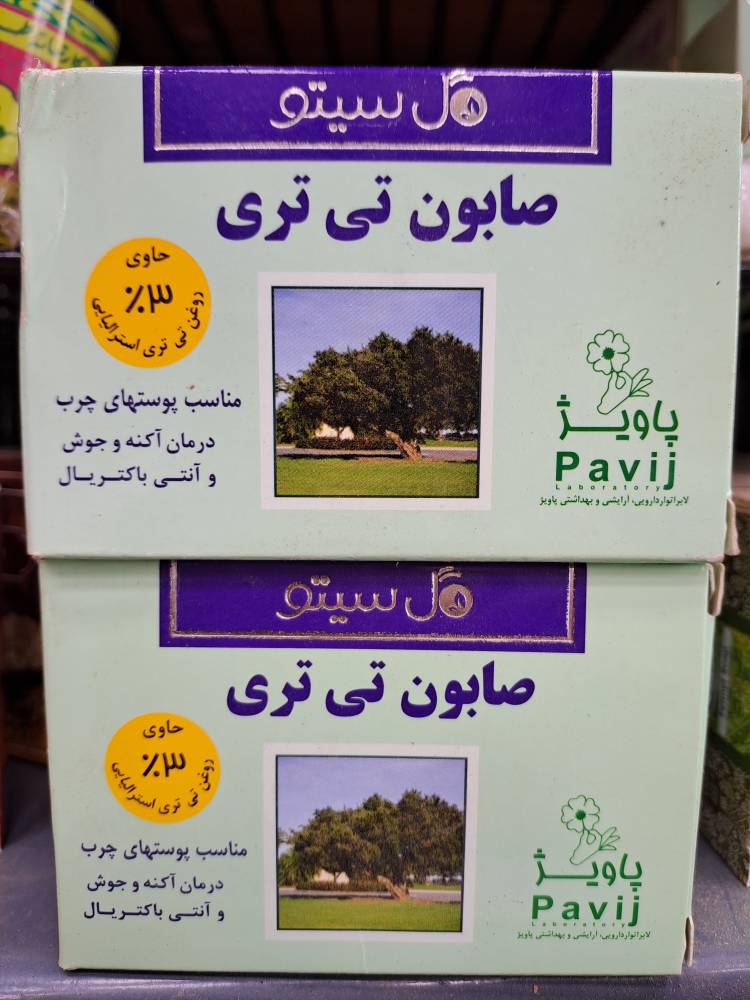 گل سیتو
صابون تی تری
حاوی
٪۳
روغن تی تری استرالیایی
مناسب پوستهای چرب
درمان آکنه و جوش
و آنتی باکتریال
پاویژ
Pavij
Laboratory
لابراتوار دارویی، آرایشی و بهداشتی پاویژ
گل سیتو
صابون تی تری
حاوی
٪۳
روغن تی تری استرالیایی
مناسب پوستهای چرب
درمان آکنه و جوش
و آنتی باکتریال
پاویژ
Pavij
Laboratory
لابراتوار دارویی، آرایشی و بهداشتی پاویژ